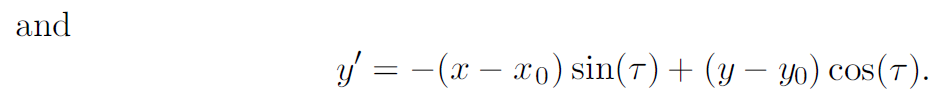 and
y′ = −(x − x₀) sin(τ) + (y − y₀) cos(τ).